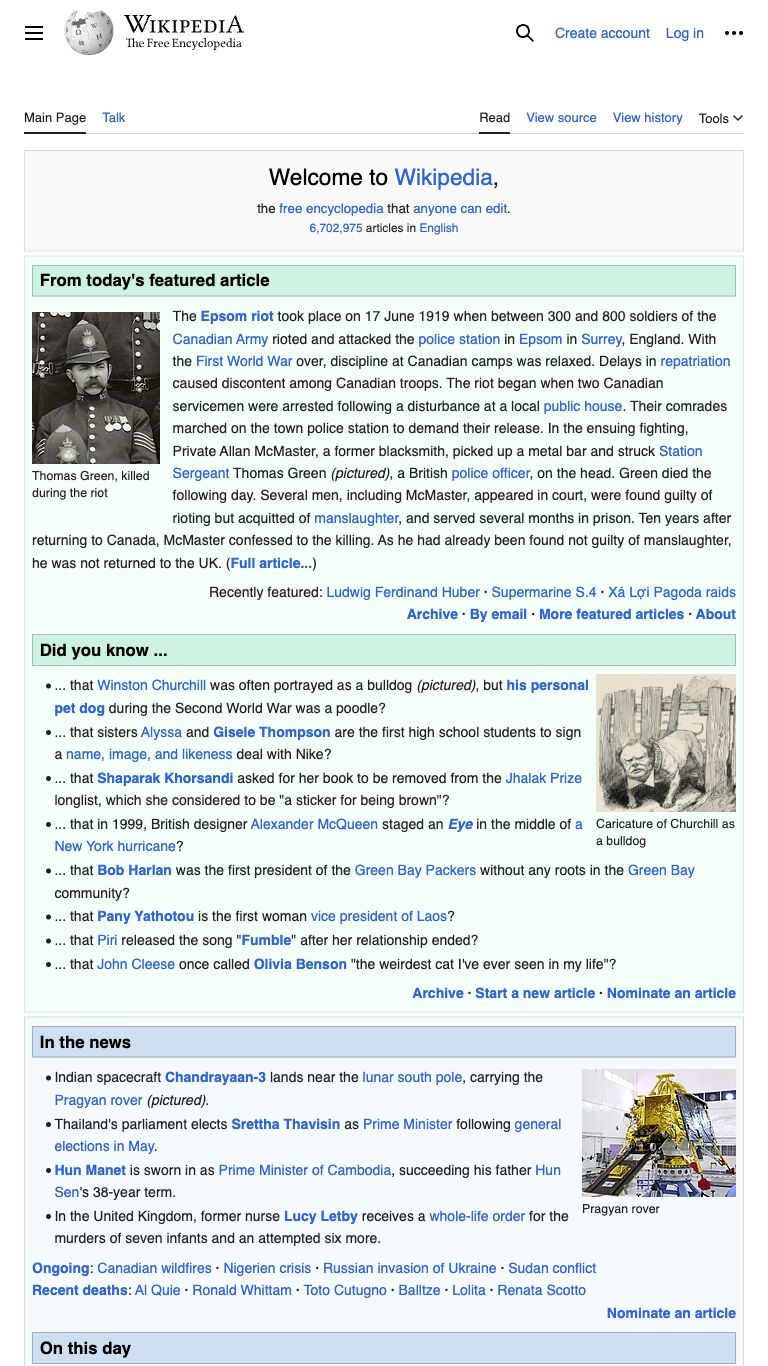 WIKIPEDIA
The Free Encyclopedia
Create account
Log in
Main Page
Talk
Read
View source
View history
Tools
Welcome to Wikipedia,
the free encyclopedia that anyone can edit.
6,702,975 articles in English
From today's featured article
Thomas Green, killed
during the riot
The Epsom riot took place on 17 June 1919 when between 300 and 800 soldiers of the
Canadian Army rioted and attacked the police station in Epsom in Surrey, England. With
the First World War over, discipline at Canadian camps was relaxed. Delays in repatriation
caused discontent among Canadian troops. The riot began when two Canadian
servicemen were arrested following a disturbance at a local public house. Their comrades
marched on the town police station to demand their release. In the ensuing fighting,
Private Allan McMaster, a former blacksmith, picked up a metal bar and struck Station
Sergeant Thomas Green (pictured), a British police officer, on the head. Green died the
following day. Several men, including McMaster, appeared in court, were found guilty of
rioting but acquitted of manslaughter, and served several months in prison. Ten years after
returning to Canada, McMaster confessed to the killing. As he had already been found not guilty of manslaughter,
he was not returned to the UK. (Full article...)
Recently featured: Ludwig Ferdinand Huber · Supermarine S.4 · Xá Lợi Pagoda raids
Archive · By email · More featured articles · About
Did you know ...
... that Winston Churchill was often portrayed as a bulldog (pictured), but his personal
pet dog during the Second World War was a poodle?
... that sisters Alyssa and Gisele Thompson are the first high school students to sign
a name, image, and likeness deal with Nike?
... that Shaparak Khorsandi asked for her book to be removed from the Jhalak Prize
longlist, which she considered to be "a sticker for being brown"?
... that in 1999, British designer Alexander McQueen staged an Eye in the middle of a
New York hurricane?
Caricature of Churchill as
a bulldog
... that Bob Harlan was the first president of the Green Bay Packers without any roots in the Green Bay
community?
... that Pany Yathotou is the first woman vice president of Laos?
... that Piri released the song "Fumble" after her relationship ended?
... that John Cleese once called Olivia Benson "the weirdest cat I've ever seen in my life"?
Archive · Start a new article · Nominate an article
In the news
Indian spacecraft Chandrayaan-3 lands near the lunar south pole, carrying the
Pragyan rover (pictured).
Thailand's parliament elects Srettha Thavisin as Prime Minister following general
elections in May.
Hun Manet is sworn in as Prime Minister of Cambodia, succeeding his father Hun
Sen's 38-year term.
In the United Kingdom, former nurse Lucy Letby receives a whole-life order for the
murders of seven infants and an attempted six more.
Pragyan rover
Ongoing: Canadian wildfires · Nigerien crisis · Russian invasion of Ukraine · Sudan conflict
Recent deaths: Al Quie · Ronald Whittam · Toto Cutugno · Balltze · Lolita · Renata Scotto
Nominate an article
On this day